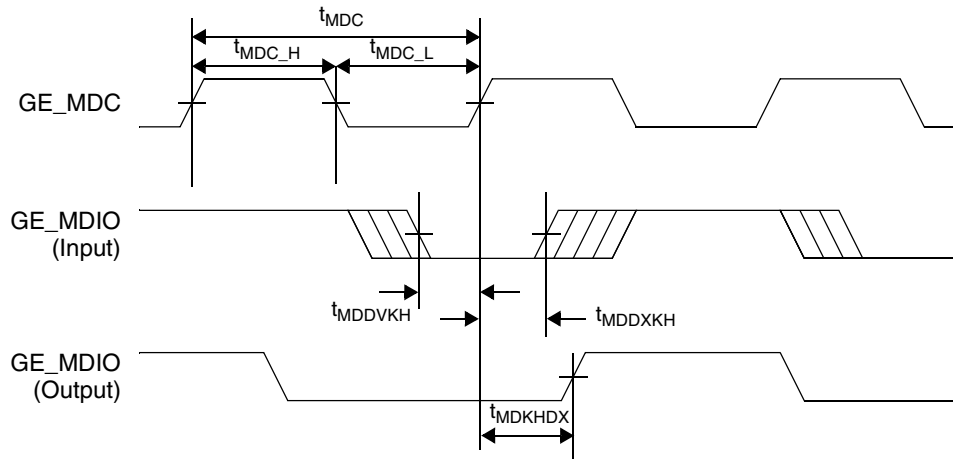 tMDC
tMDC_H
tMDC_L
GE_MDC
GE_MDIO
(Input)
tMDDVKH
tMDDXKH
GE_MDIO
(Output)
tMDKHDX